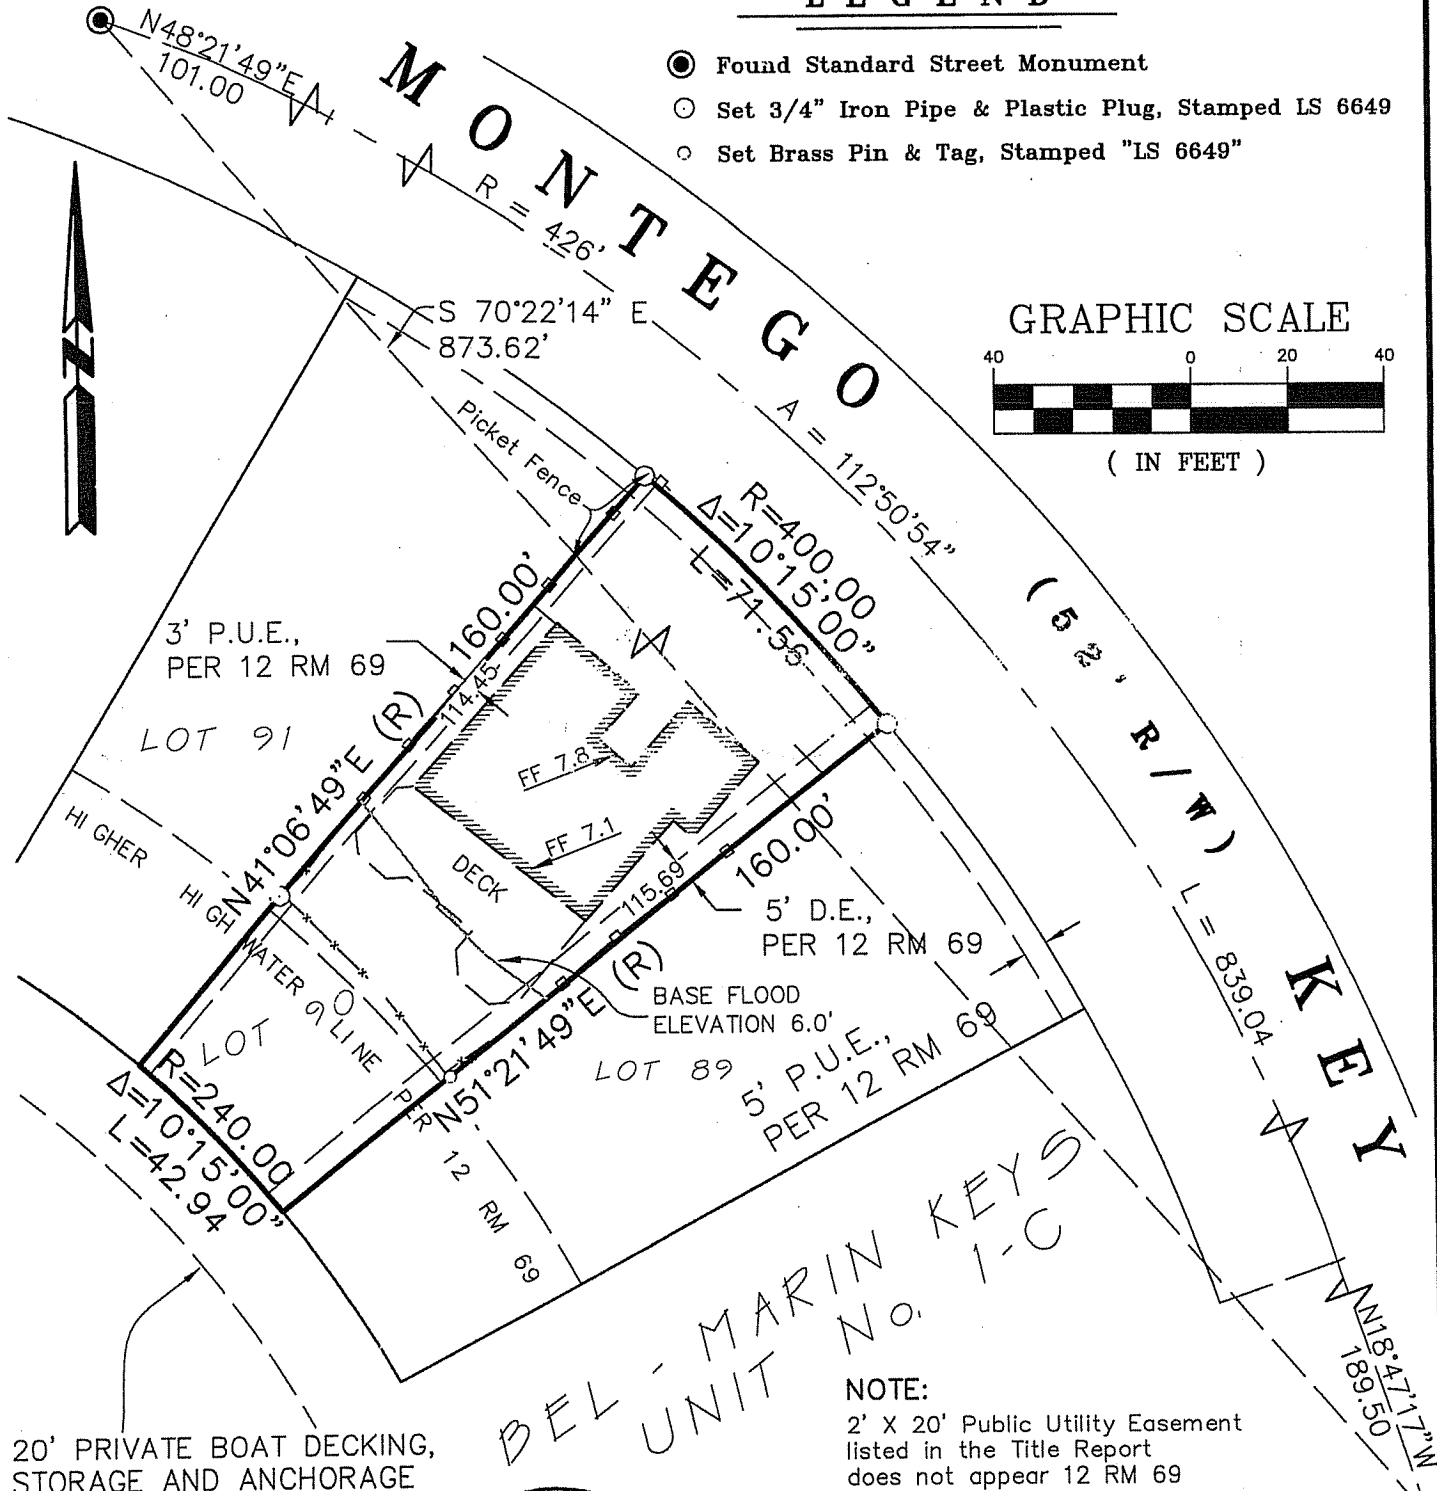 LEGEND
Found Standard Street Monument
Set 3/4" Iron Pipe & Plastic Plug, Stamped LS 6649
Set Brass Pin & Tag, Stamped "LS 6649"
N48°21'49"E
101.00
MONTEGO
R = 426'
S 70°22'14" E
873.62'
GRAPHIC SCALE
40 0 20 40
( IN FEET )
Picket Fence
A = 112°50'54"
R=400.00
Δ=10°15'00"
L=71.56
(52' R/W)
KEY
3' P.U.E.,
PER 12 RM 69
160.00'
114.45
LOT 91
N41°06'49"E (R)
FF 7.8
FF 7.1
DECK
115.69
160.00'
5' D.E.,
PER 12 RM 69
HIGHER HIGH WATER LINE PER 12 RM 69
LOT 90
N51°21'49"E (R)
BASE FLOOD
ELEVATION 6.0'
LOT 89
5' P.U.E.,
PER 12 RM 69
L = 839.04
R=240.00
Δ=10°15'00"
L=42.94
BEL-MARIN KEYS
UNIT No. 1-C
N18°47'17"W
189.50
NOTE:
2' X 20' Public Utility Easement
listed in the Title Report
does not appear 12 RM 69
20' PRIVATE BOAT DECKING,
STORAGE AND ANCHORAGE
N